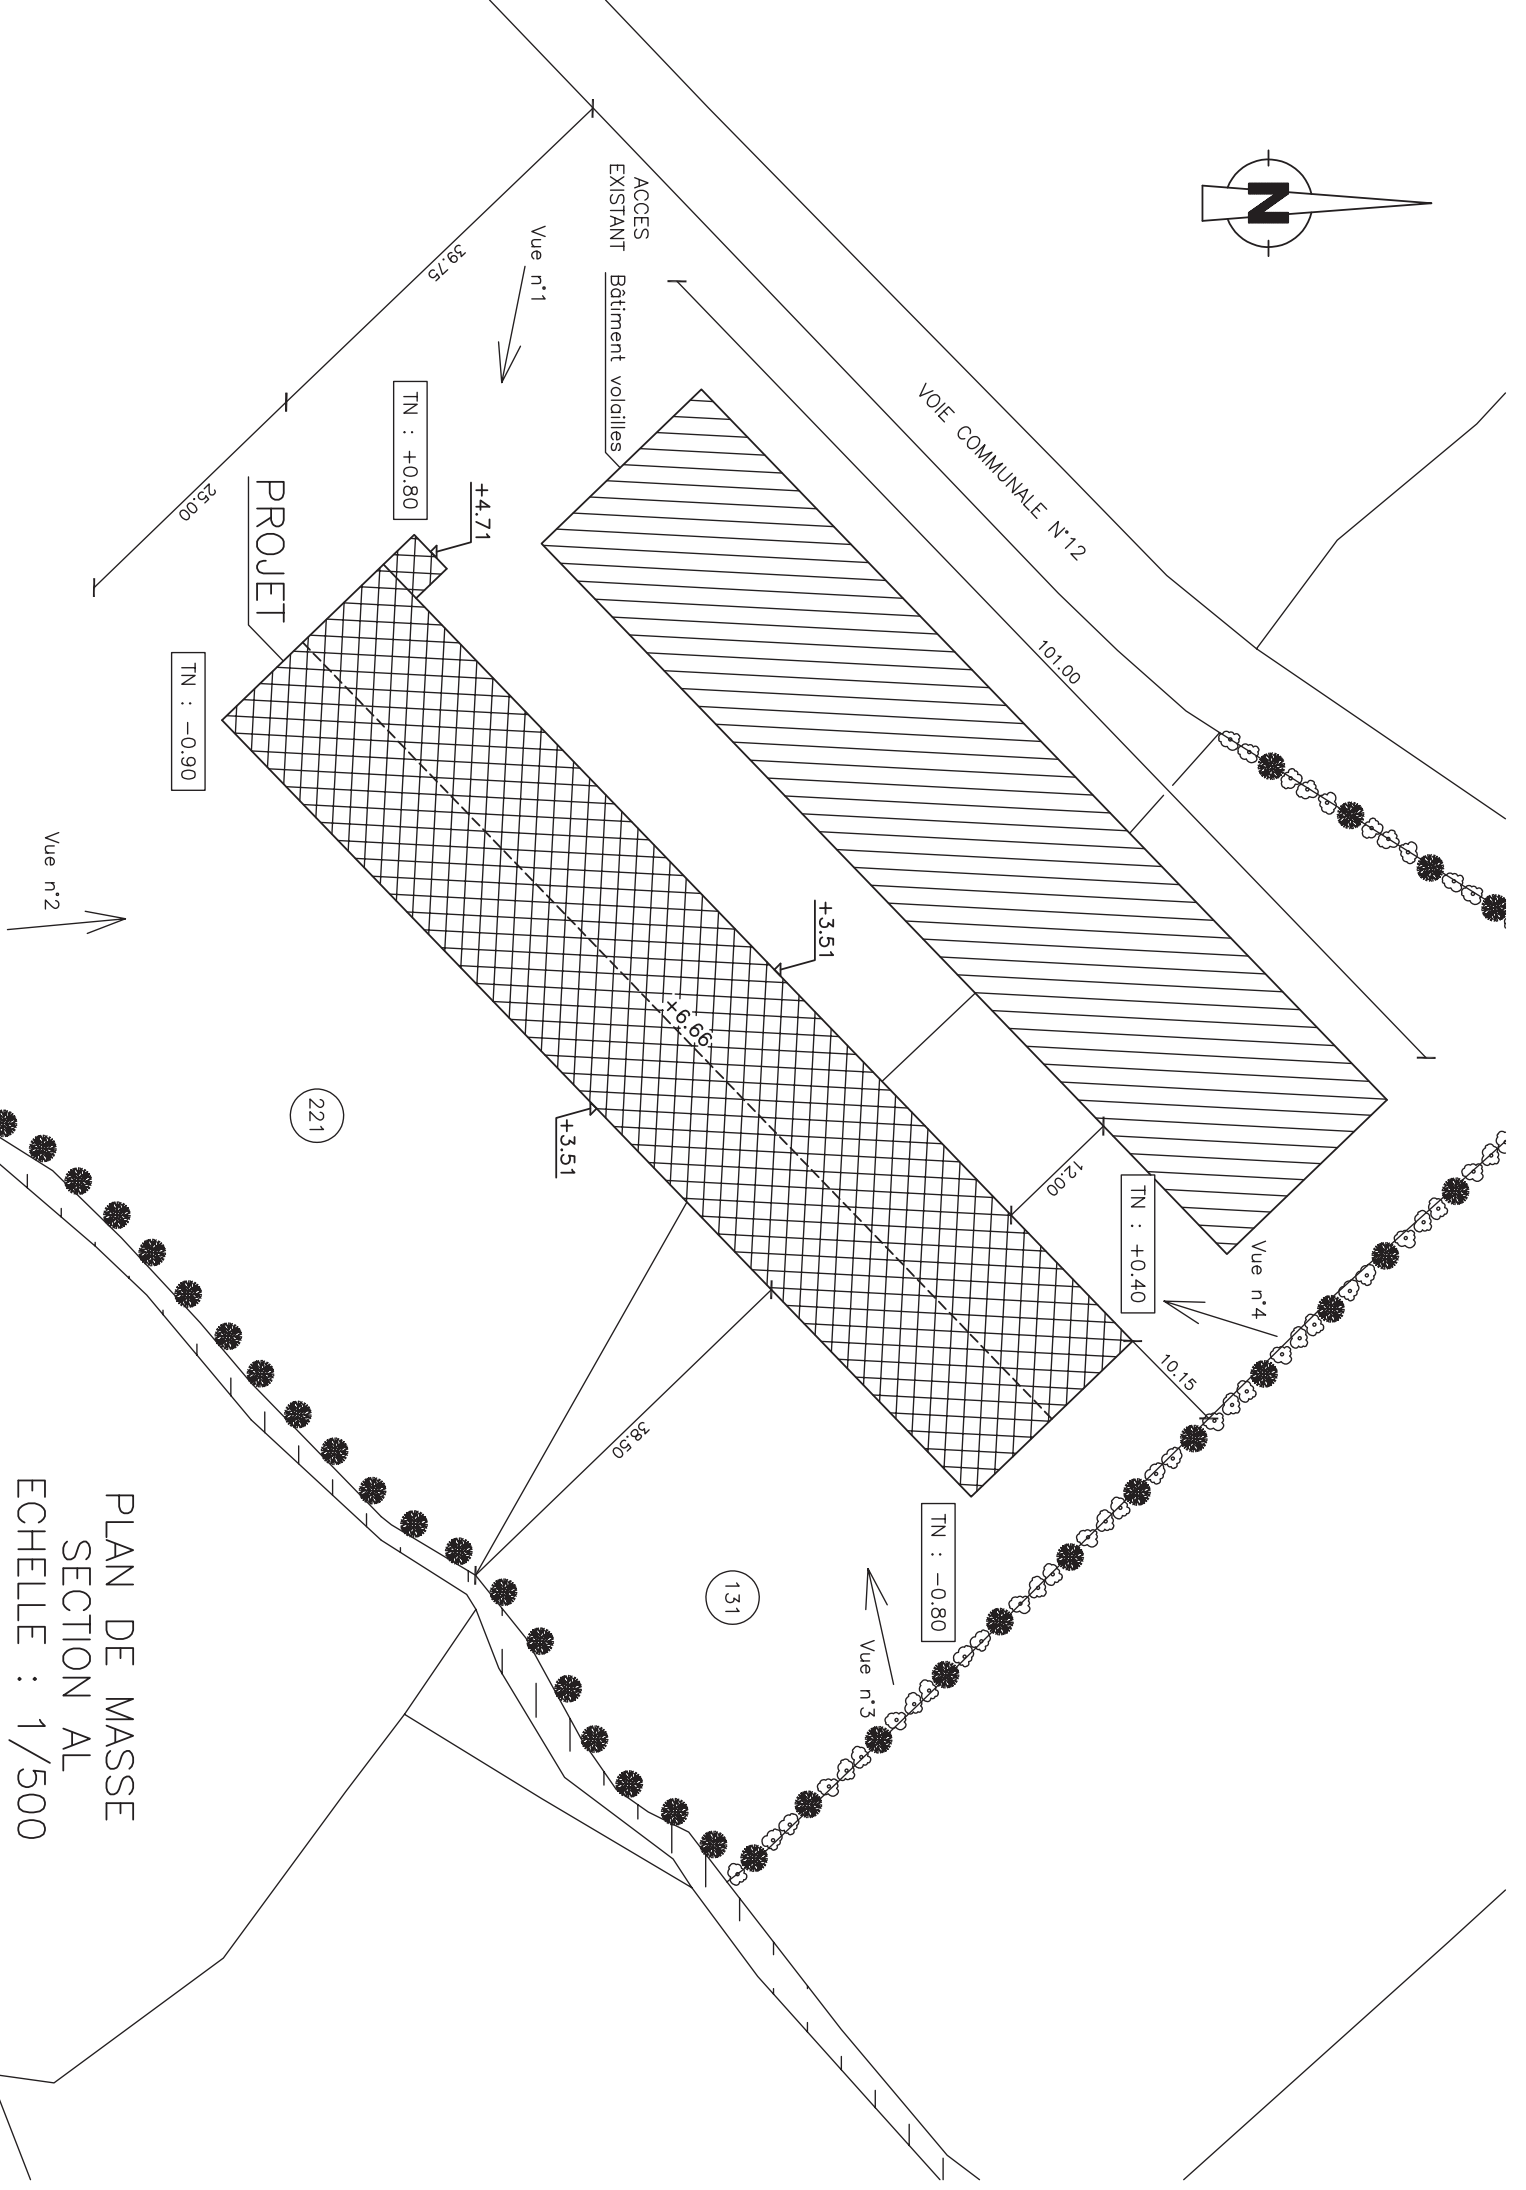 N
VOIE COMMUNALE N°12
ACCES
EXISTANT
Bâtiment volailles
Vue n°1
39.75
25.00
101.00
TN : +0.80
+4.71
PROJET
TN : -0.90
Vue n°2
+3.51
+6.66
+3.51
12.00
TN : +0.40
Vue n°4
10.15
38.50
TN : -0.80
Vue n°3
221
131
PLAN DE MASSE
SECTION AL
ECHELLE : 1/500